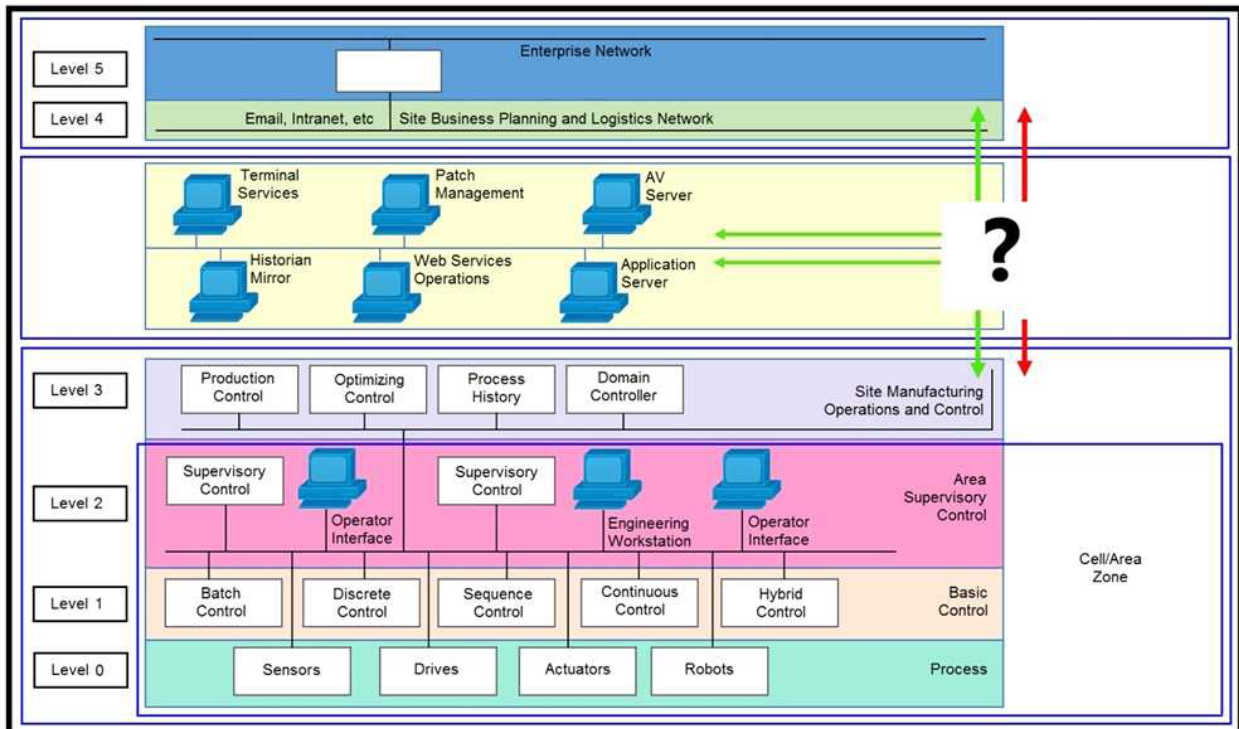 Enterprise Network
Level 5
Level 4
Email, Intranet, etc
Site Business Planning and Logistics Network
Terminal
Services
Patch
Management
AV
Server
?
Historian
Mirror
Web Services
Operations
Application
Server
Level 3
Production
Control
Optimizing
Control
Process
History
Domain
Controller
Site Manufacturing
Operations and Control
Level 2
Supervisory
Control
Operator
Interface
Supervisory
Control
Engineering
Workstation
Operator
Interface
Area
Supervisory
Control
Cell/Area
Zone
Level 1
Batch
Control
Discrete
Control
Sequence
Control
Continuous
Control
Hybrid
Control
Basic
Control
Level 0
Sensors
Drives
Actuators
Robots
Process